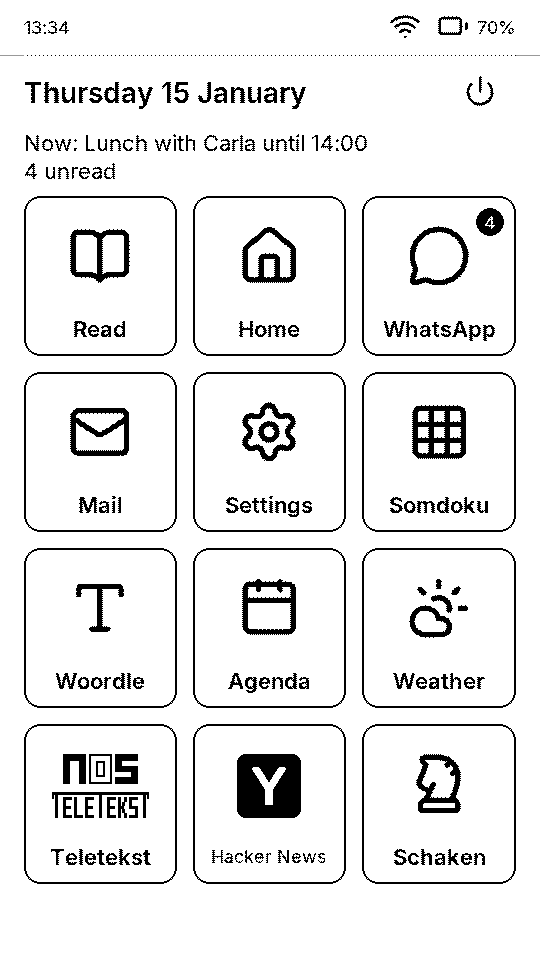 13:34 70%
Thursday 15 January
Now: Lunch with Carla until 14:00
4 unread
4
Read Home WhatsApp
Mail Settings Somdoku
Woordle Agenda Weather
NOS
TELETEKST
Y
Teletekst Hacker News Schaken